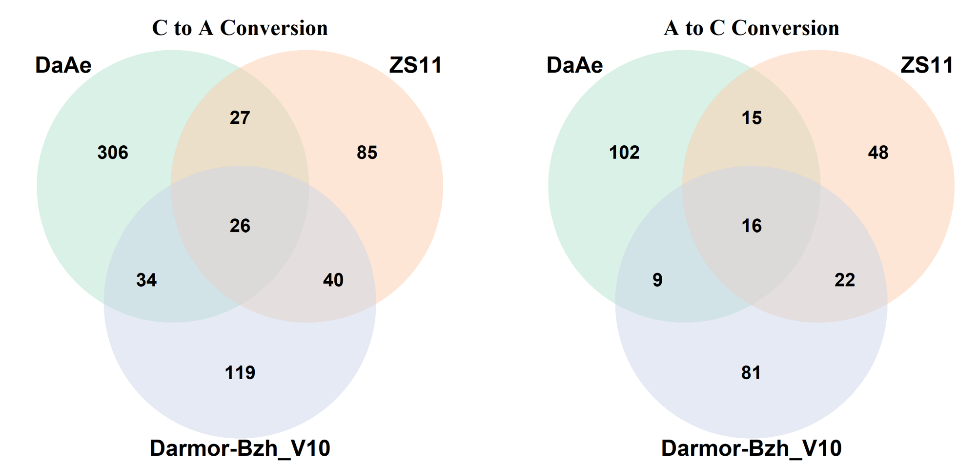 C to A Conversion
DaAe
ZS11
27
306
85
26
34
40
119
Darmor-Bzh_V10
A to C Conversion
DaAe
ZS11
15
102
48
16
9
22
81
Darmor-Bzh_V10